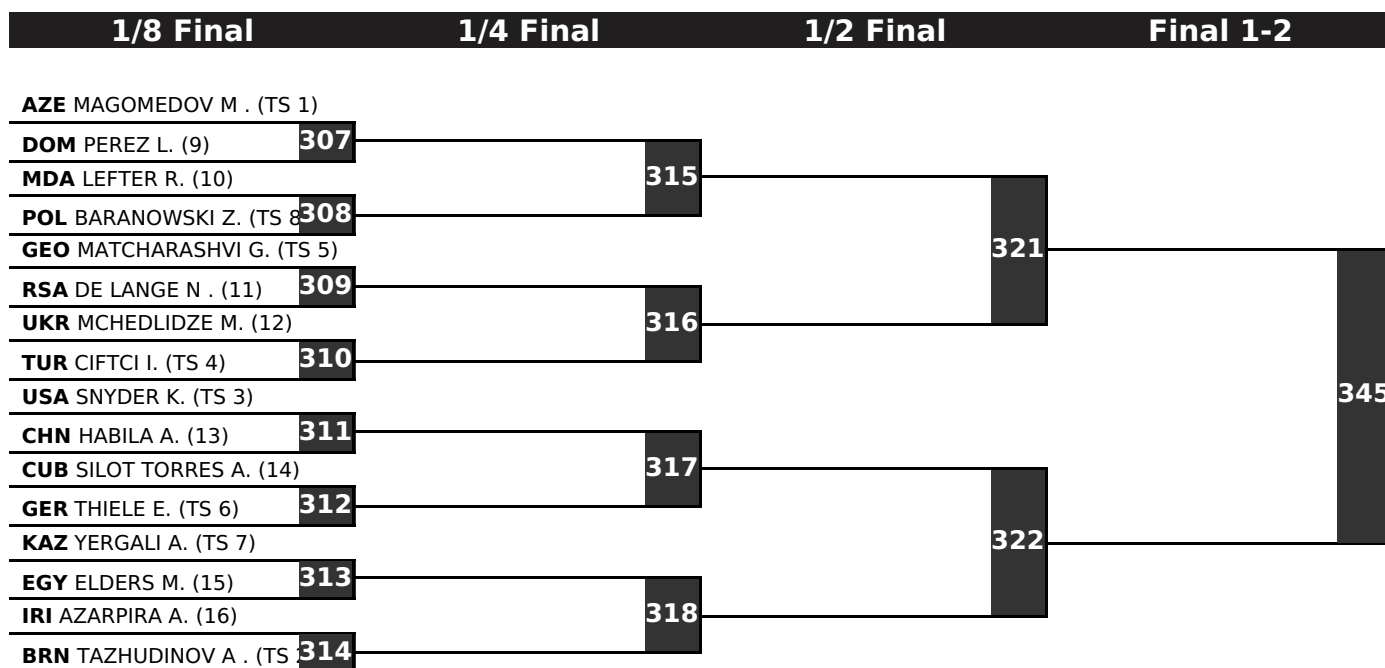 1/8 Final 1/4 Final 1/2 Final Final 1-2
AZE MAGOMEDOV M . (TS 1)
307
DOM PEREZ L. (9)
315
MDA LEFTER R. (10)
308
POL BARANOWSKI Z. (TS 8
321
GEO MATCHARASHVI G. (TS 5)
309
RSA DE LANGE N . (11)
316
UKR MCHEDLIDZE M. (12)
310
TUR CIFTCI I. (TS 4)
345
USA SNYDER K. (TS 3)
311
CHN HABILA A. (13)
317
CUB SILOT TORRES A. (14)
312
GER THIELE E. (TS 6)
322
KAZ YERGALI A. (TS 7)
313
EGY ELDERS M. (15)
318
IRI AZARPIRA A. (16)
314
BRN TAZHUDINOV A . (TS